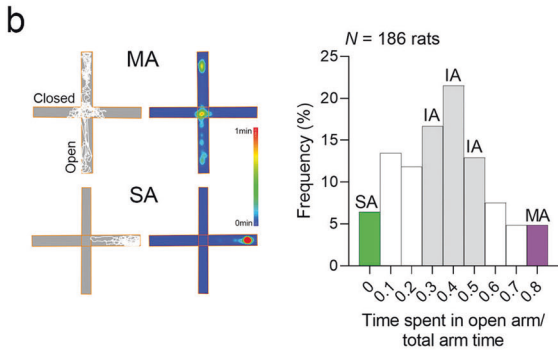 b
MA
Closed
Open
1min
0min
SA
N = 186 rats
Frequency (%)
25
20
15
10
5
0
SA
IA
IA
IA
MA
0
0.1
0.2
0.3
0.4
0.5
0.6
0.7
0.8
Time spent in open arm/
total arm time